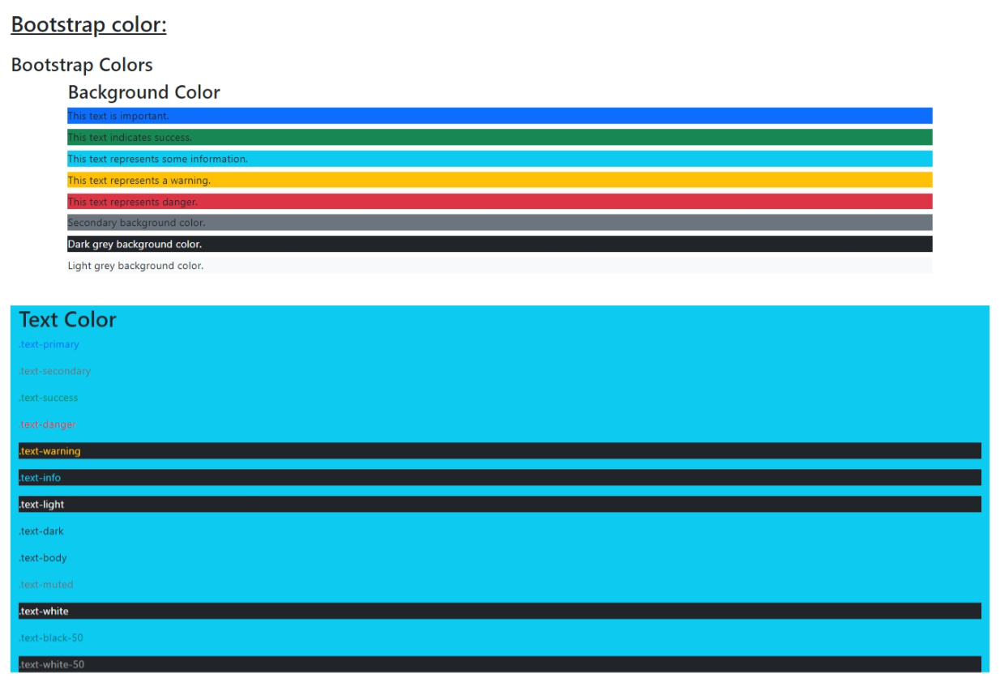 Bootstrap color:
Bootstrap Colors
Background Color
This text is important.
This text indicates success.
This text represents some information.
This text represents a warning.
This text represents danger.
Secondary background color.
Dark grey background color.
Light grey background color.
Text Color
.text-primary
.text-secondary
.text-success
.text-danger
.text-warning
.text-info
.text-light
.text-dark
.text-body
.text-muted
.text-white
.text-black-50
.text-white-50